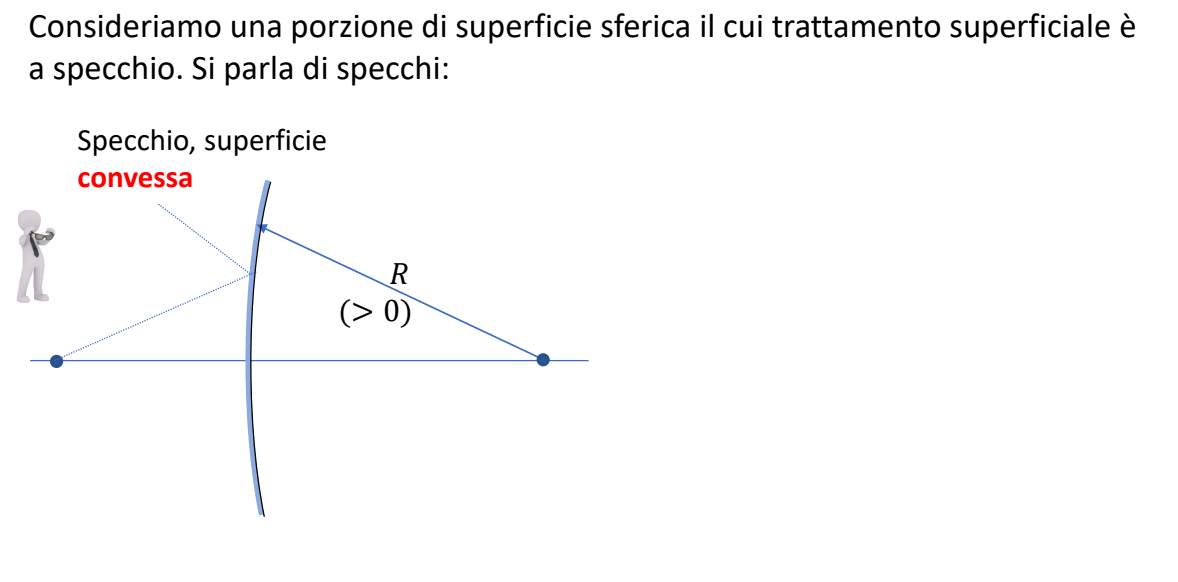 Consideriamo una porzione di superficie sferica il cui trattamento superficiale è
a specchio. Si parla di specchi:
Specchio, superficie
convessa
R
(> 0)